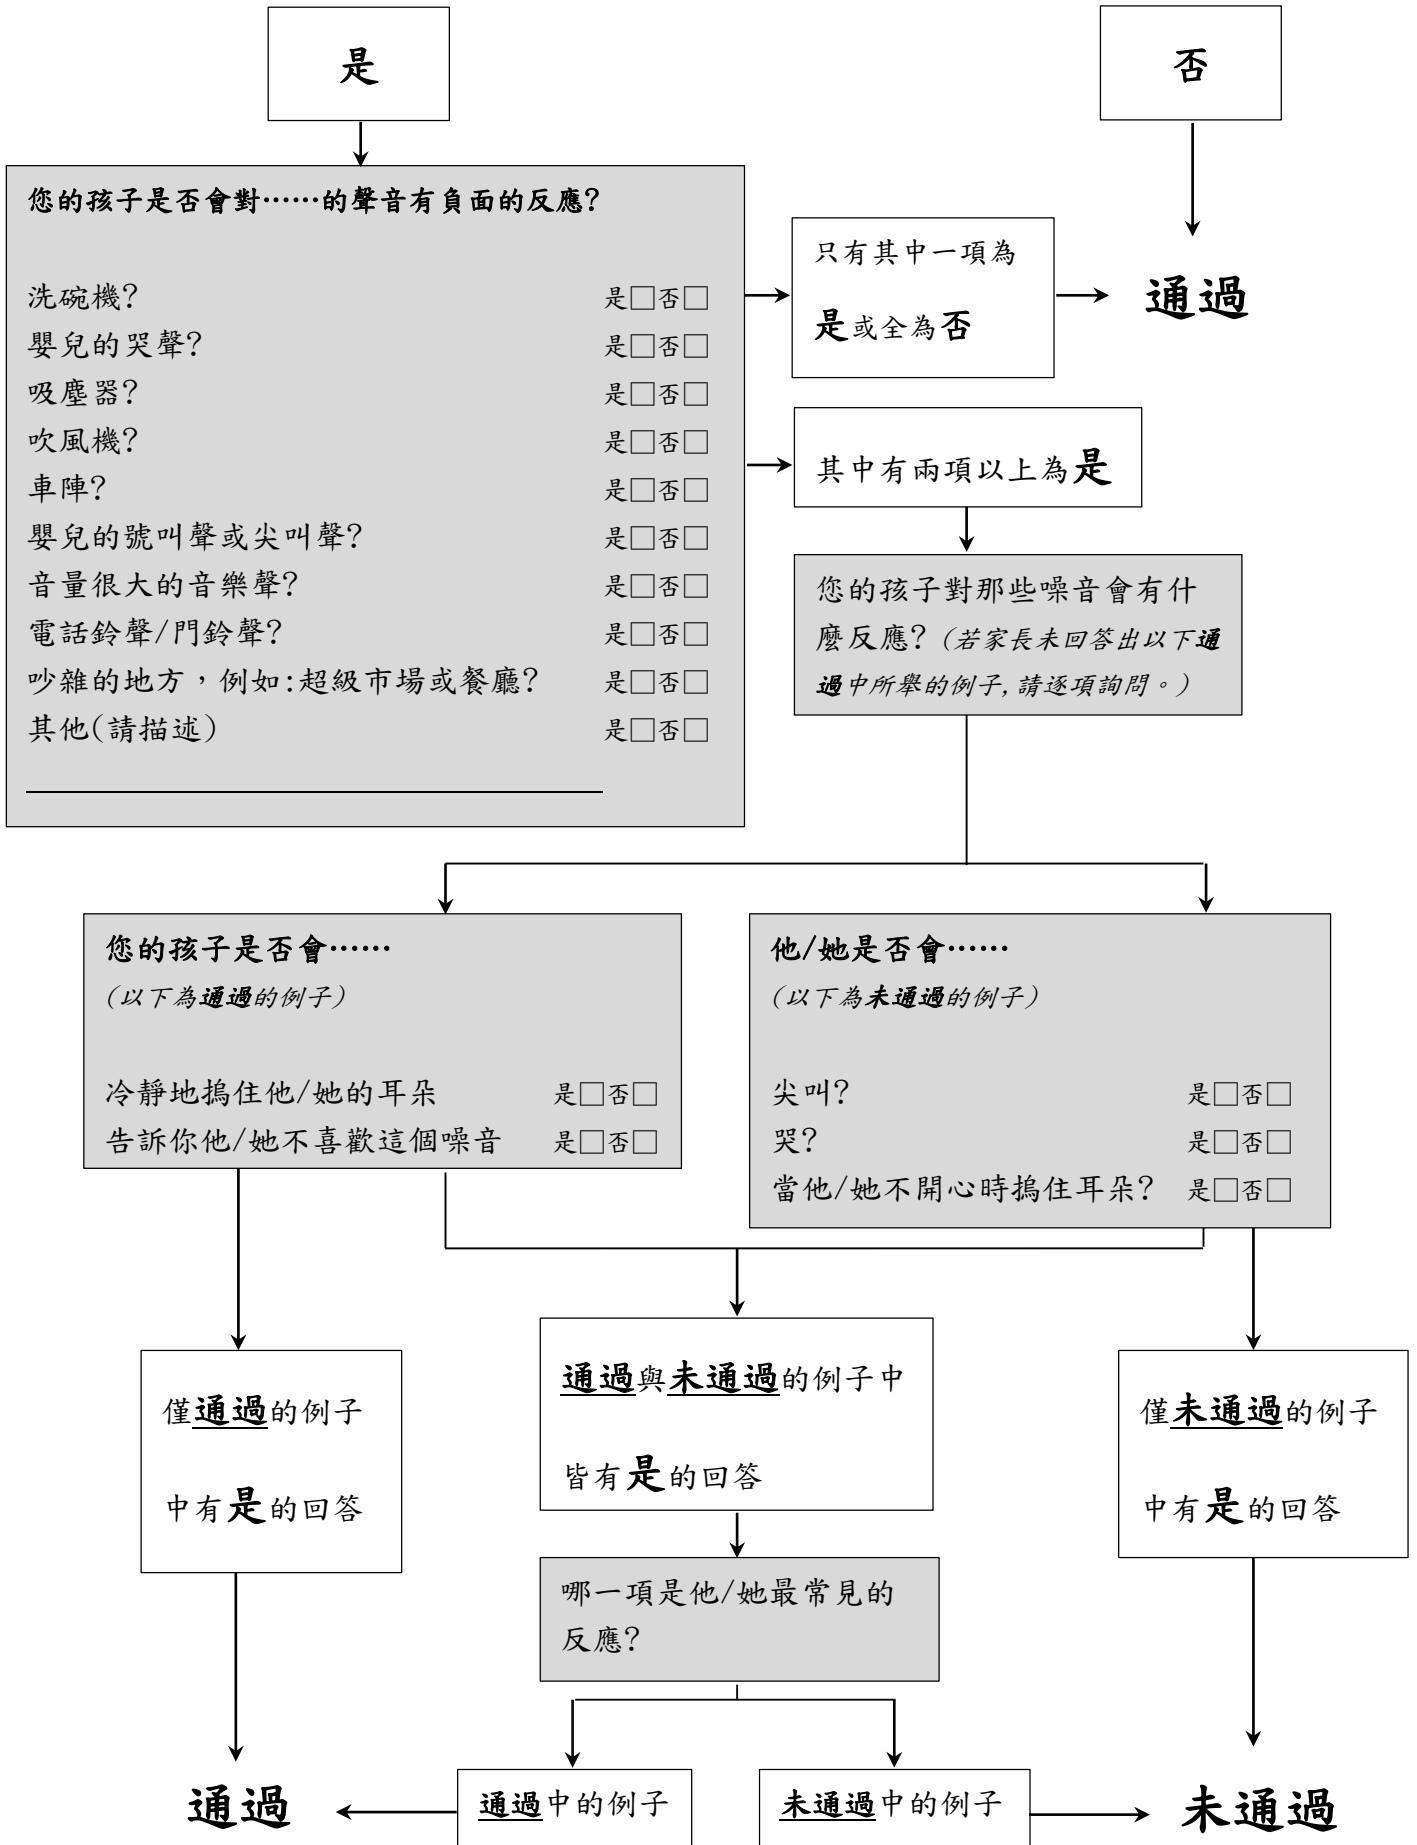 是
否
您的孩子是否會對……的聲音有負面的反應?
洗碗機? 是□否□
嬰兒的哭聲? 是□否□
吸塵器? 是□否□
吹風機? 是□否□
車陣? 是□否□
嬰兒的號叫聲或尖叫聲? 是□否□
音量很大的音樂聲? 是□否□
電話鈴聲/門鈴聲? 是□否□
吵雜的地方，例如:超級市場或餐廳? 是□否□
其他(請描述) 是□否□
只有其中一項為
是或全為否
通過
其中有兩項以上為是
您的孩子對那些噪音會有什
麼反應?(若家長未回答出以下通
過中所舉的例子,請逐項詢問。)
您的孩子是否會……
(以下為通過的例子)
冷靜地摀住他/她的耳朵 是□否□
告訴你他/她不喜歡這個噪音 是□否□
他/她是否會……
(以下為未通過的例子)
尖叫? 是□否□
哭? 是□否□
當他/她不開心時摀住耳朵? 是□否□
僅通過的例子
中有是的回答
通過與未通過的例子中
皆有是的回答
僅未通過的例子
中有是的回答
哪一項是他/她最常見的
反應?
通過
通過中的例子
未通過中的例子
未通過